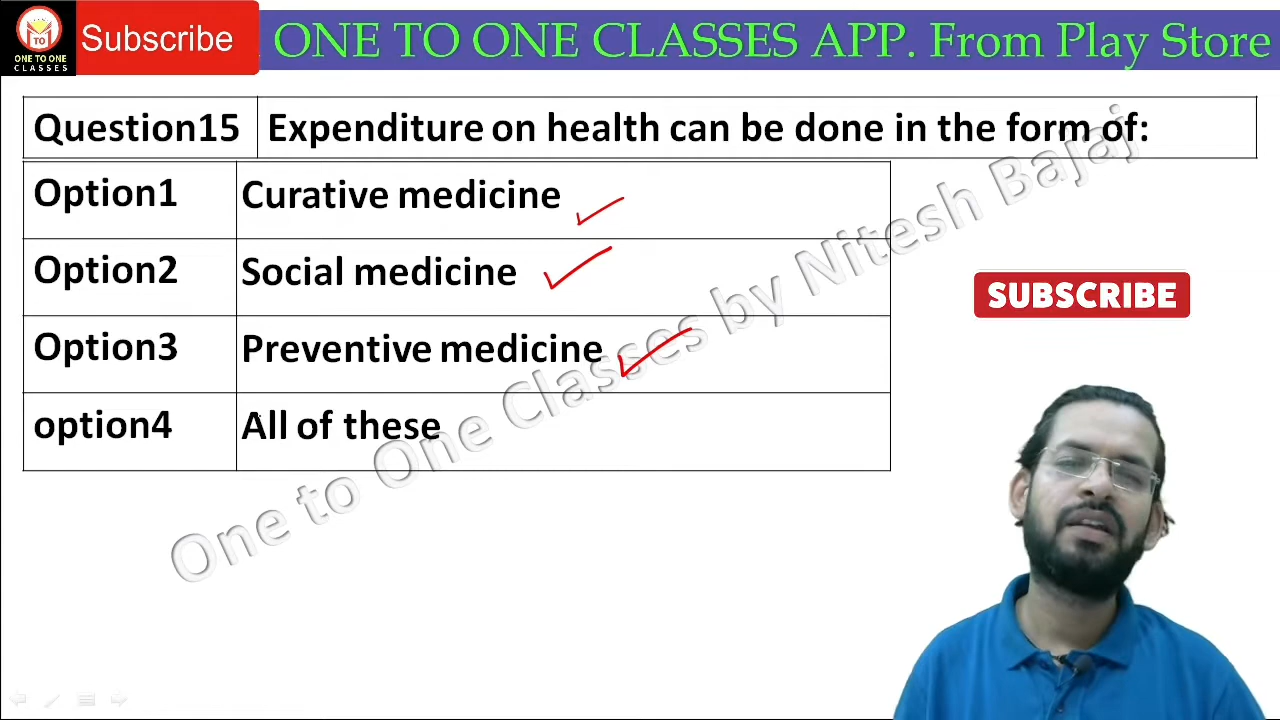 TO
ONE TO ONE
CLASSES
Subscribe
ONE TO ONE CLASSES APP. From Play Store
Question15 Expenditure on health can be done in the form of:
Option1 Curative medicine
Option2 Social medicine
Option3 Preventive medicine
option4 All of these
One to One Classes by Nitesh Bajaj
SUBSCRIBE